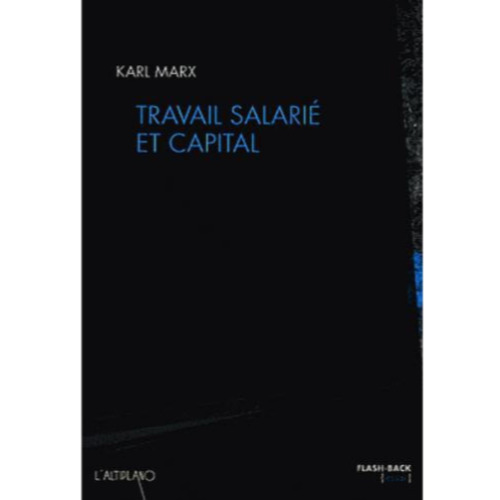 KARL MARX
TRAVAIL SALARIÉ
ET CAPITAL
L'ALTIPLANO
FLASH-BACK